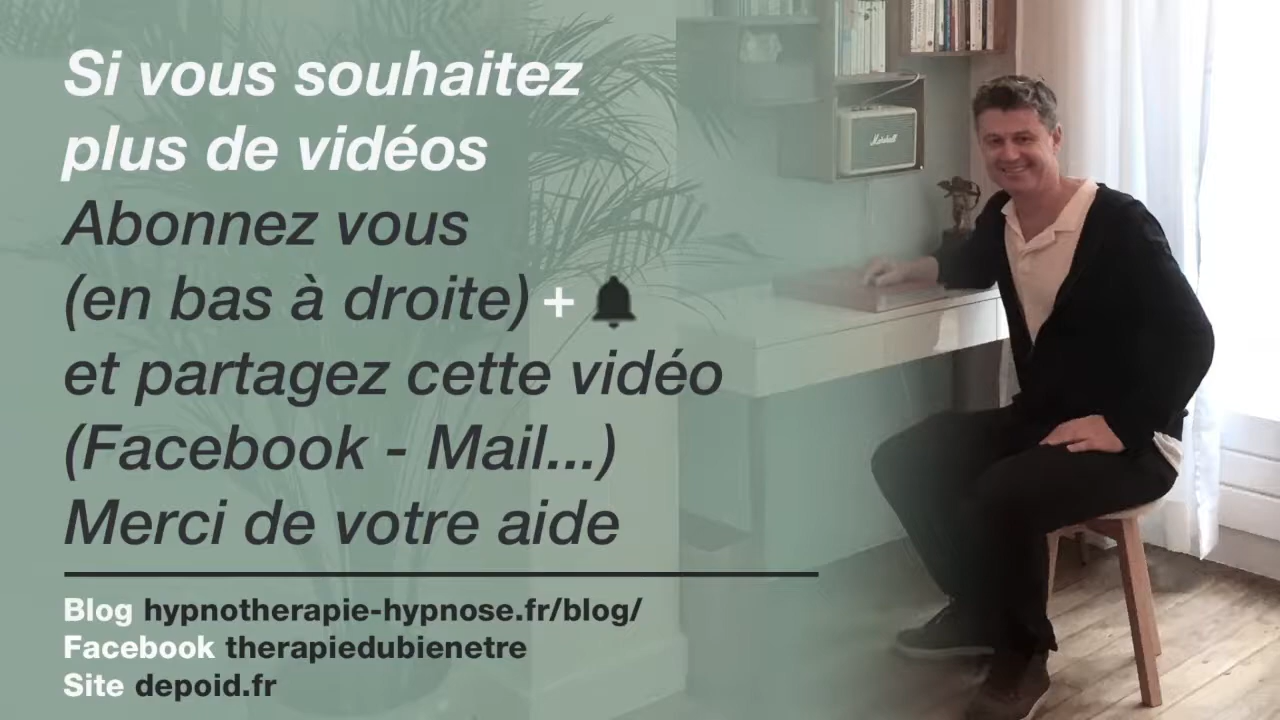 Si vous souhaitez
plus de vidéos
Abonnez vous
(en bas à droite) +
et partagez cette vidéo
(Facebook - Mail...)
Merci de votre aide
Blog hypnotherapie-hypnose.fr/blog/
Facebook therapiedubienetre
Site depoid.fr
Marshall